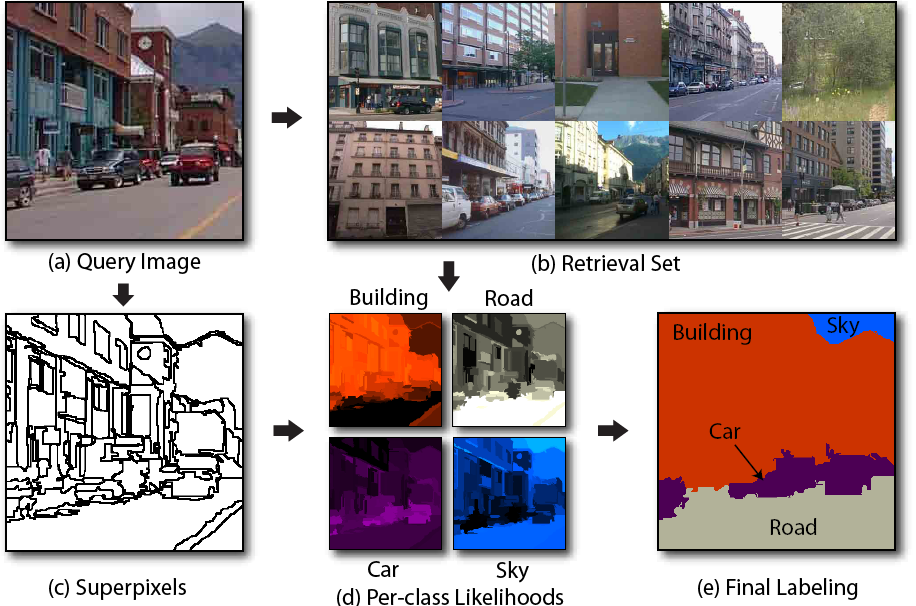 (a) Query Image
(b) Retrieval Set
Building
Road
Car
Sky
(c) Superpixels
(d) Per-class Likelihoods
Building
Sky
Car
Road
(e) Final Labeling